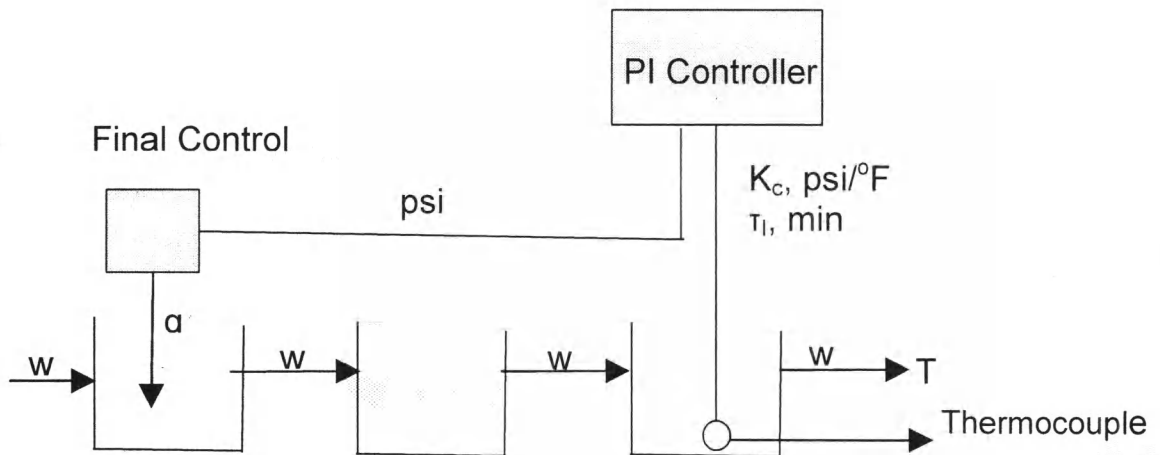 PI Controller
Final Control
psi
Kc, psi/°F
τI, min
α
w
w
w
w
T
Thermocouple